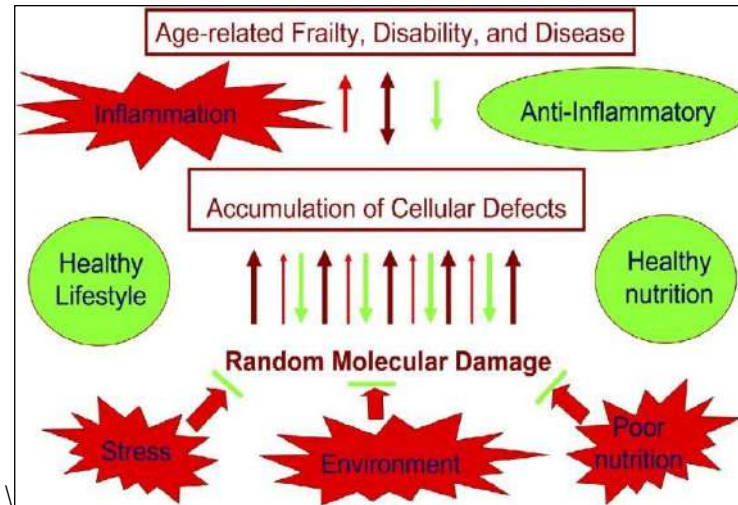 Age-related Frailty, Disability, and Disease
Inflammation
Anti-Inflammatory
Accumulation of Cellular Defects
Healthy
Lifestyle
Healthy
nutrition
Random Molecular Damage
Stress
Environment
Poor
nutrition
\